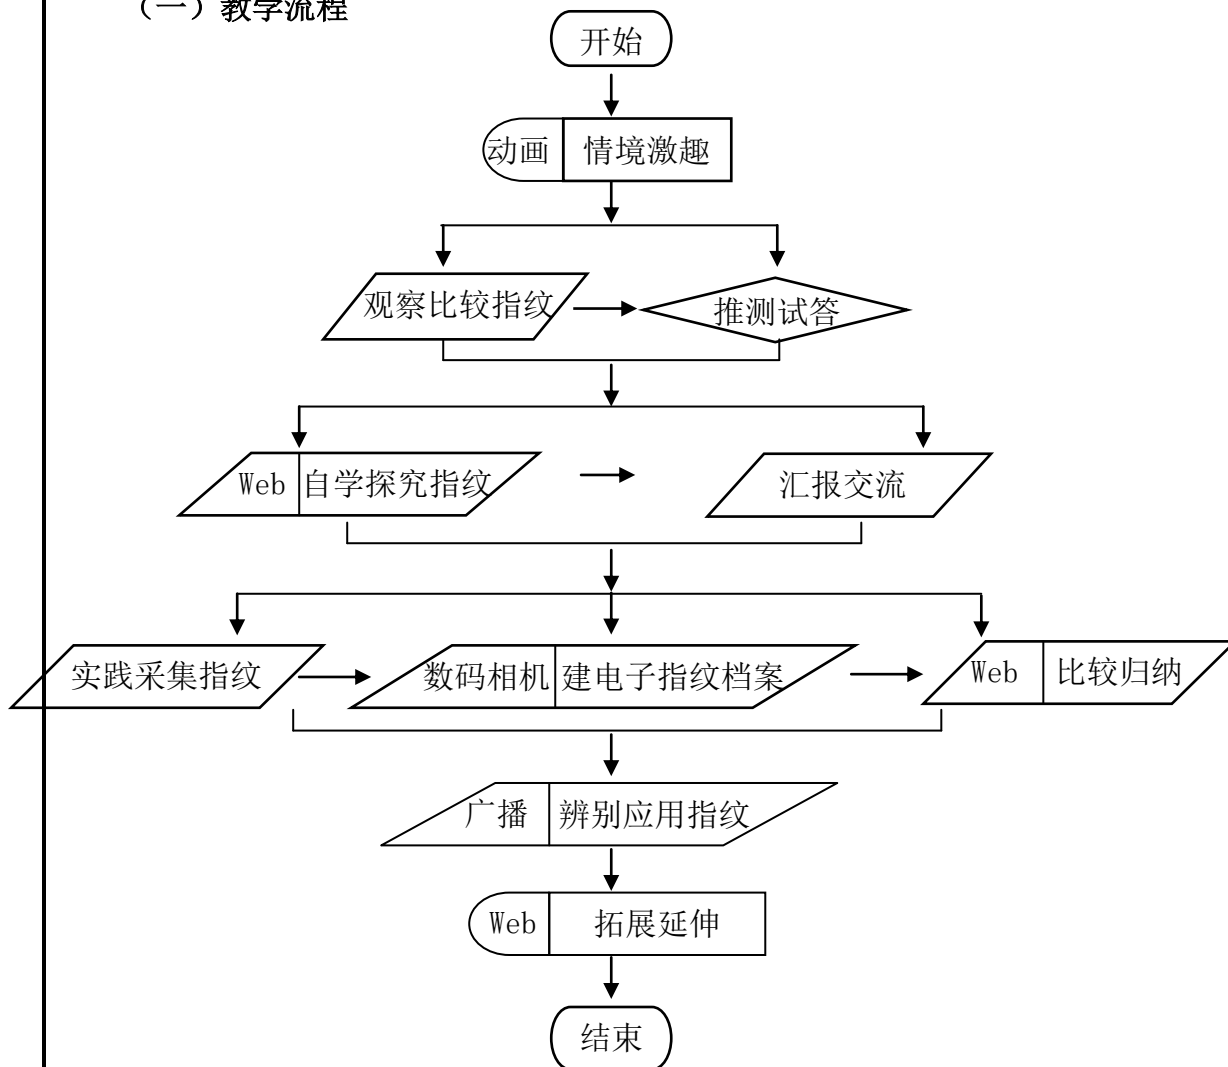 （一）教学流程
开始
动画 情境激趣
观察比较指纹 推测试答
Web 自学探究指纹 汇报交流
实践采集指纹 数码相机 建电子指纹档案 Web 比较归纳
广播 辨别应用指纹
Web 拓展延伸
结束